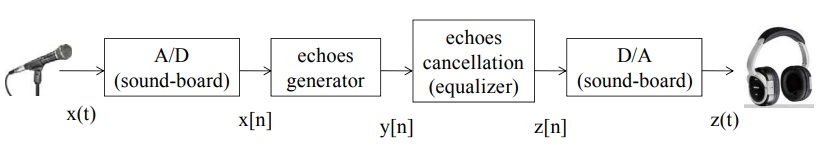 A/D
(sound-board)
echoes
generator
echoes
cancellation
(equalizer)
D/A
(sound-board)
x(t)
x[n]
y[n]
z[n]
z(t)